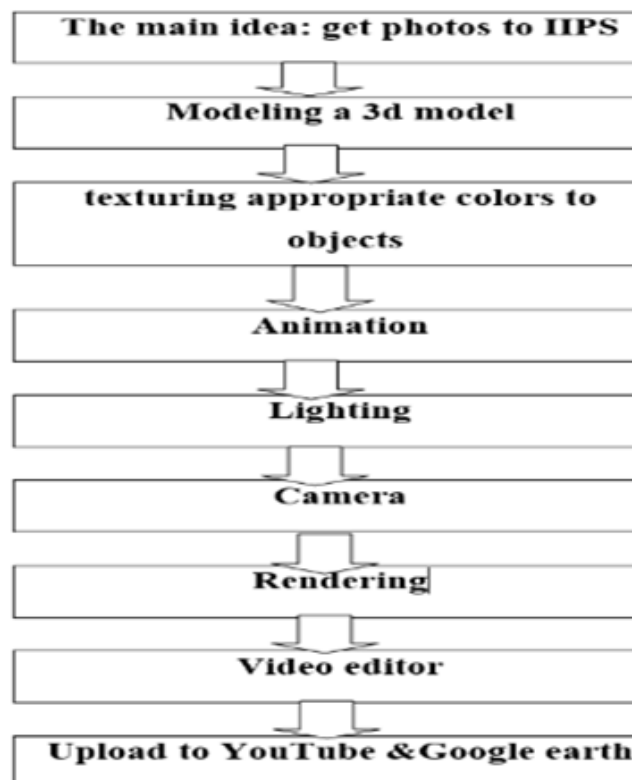 The main idea: get photos to IIPS
Modeling a 3d model
texturing appropriate colors to
objects
Animation
Lighting
Camera
Rendering
Video editor
Upload to YouTube &Google earth